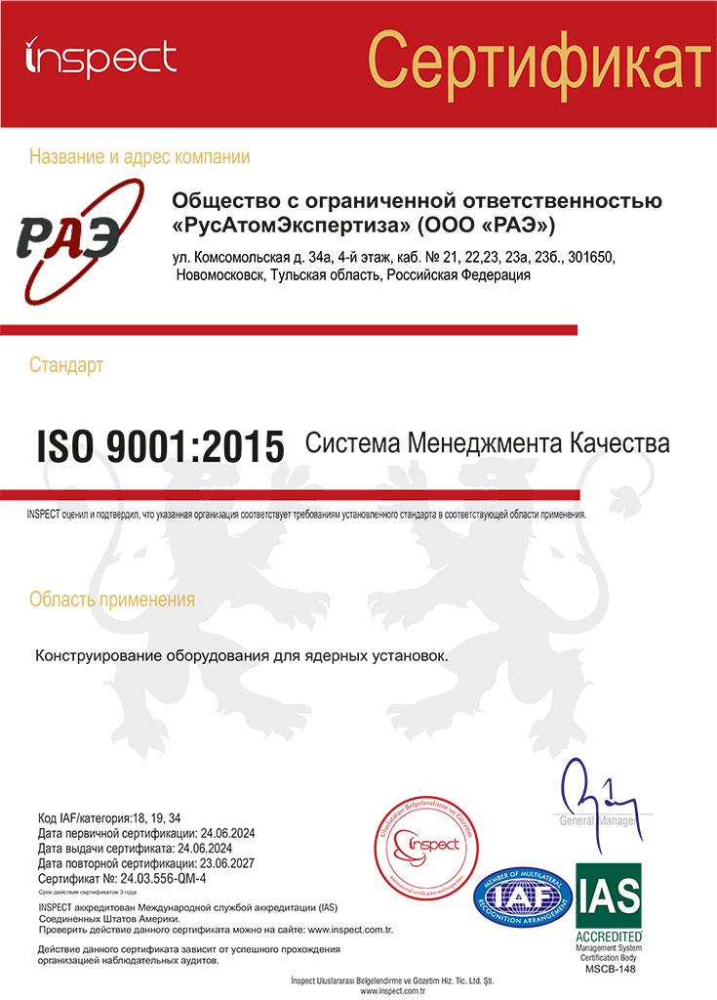 inspect
Сертификат
Название и адрес компании
РАЭ
Общество с ограниченной ответственностью
«РусАтомЭкспертиза» (ООО «РАЭ»)
ул. Комсомольская д. 34а, 4-й этаж, каб. № 21, 22,23, 23а, 23б., 301650,
Новомосковск, Тульская область, Российская Федерация
Стандарт
ISO 9001:2015 Система Менеджмента Качества
INSPECT оценил и подтвердил, что указанная организация соответствует требованиям установленного стандарта в соответствующей области применения.
Область применения
Конструирование оборудования для ядерных установок.
General Manager
Код IAF/категория:18, 19, 34
Дата первичной сертификации: 24.06.2024
Дата выдачи сертификата: 24.06.2024
Дата повторной сертификации: 23.06.2027
Сертификат №: 24.03.556-QM-4
Срок действия сертификатов 3 года
INSPECT аккредитован Международной службой аккредитации (IAS)
Соединенных Штатов Америки.
Проверить действие данного сертификата можно на сайте: www.inspect.com.tr.
Действие данного сертификата зависит от успешного прохождения
организацией наблюдательных аудитов.
Uluslararası Belgelendirme ve Gözetim
inspect
international certification and inspection
MEMBER OF MULTILATERAL
IAF
RECOGNITION ARRANGEMENT
IAS
ACCREDITED
Management System
Certification Body
MSCB-148
İnspect Uluslararası Belgelendirme ve Gözetim Hiz. Tic. Ltd. Şti.
www.inspect.com.tr